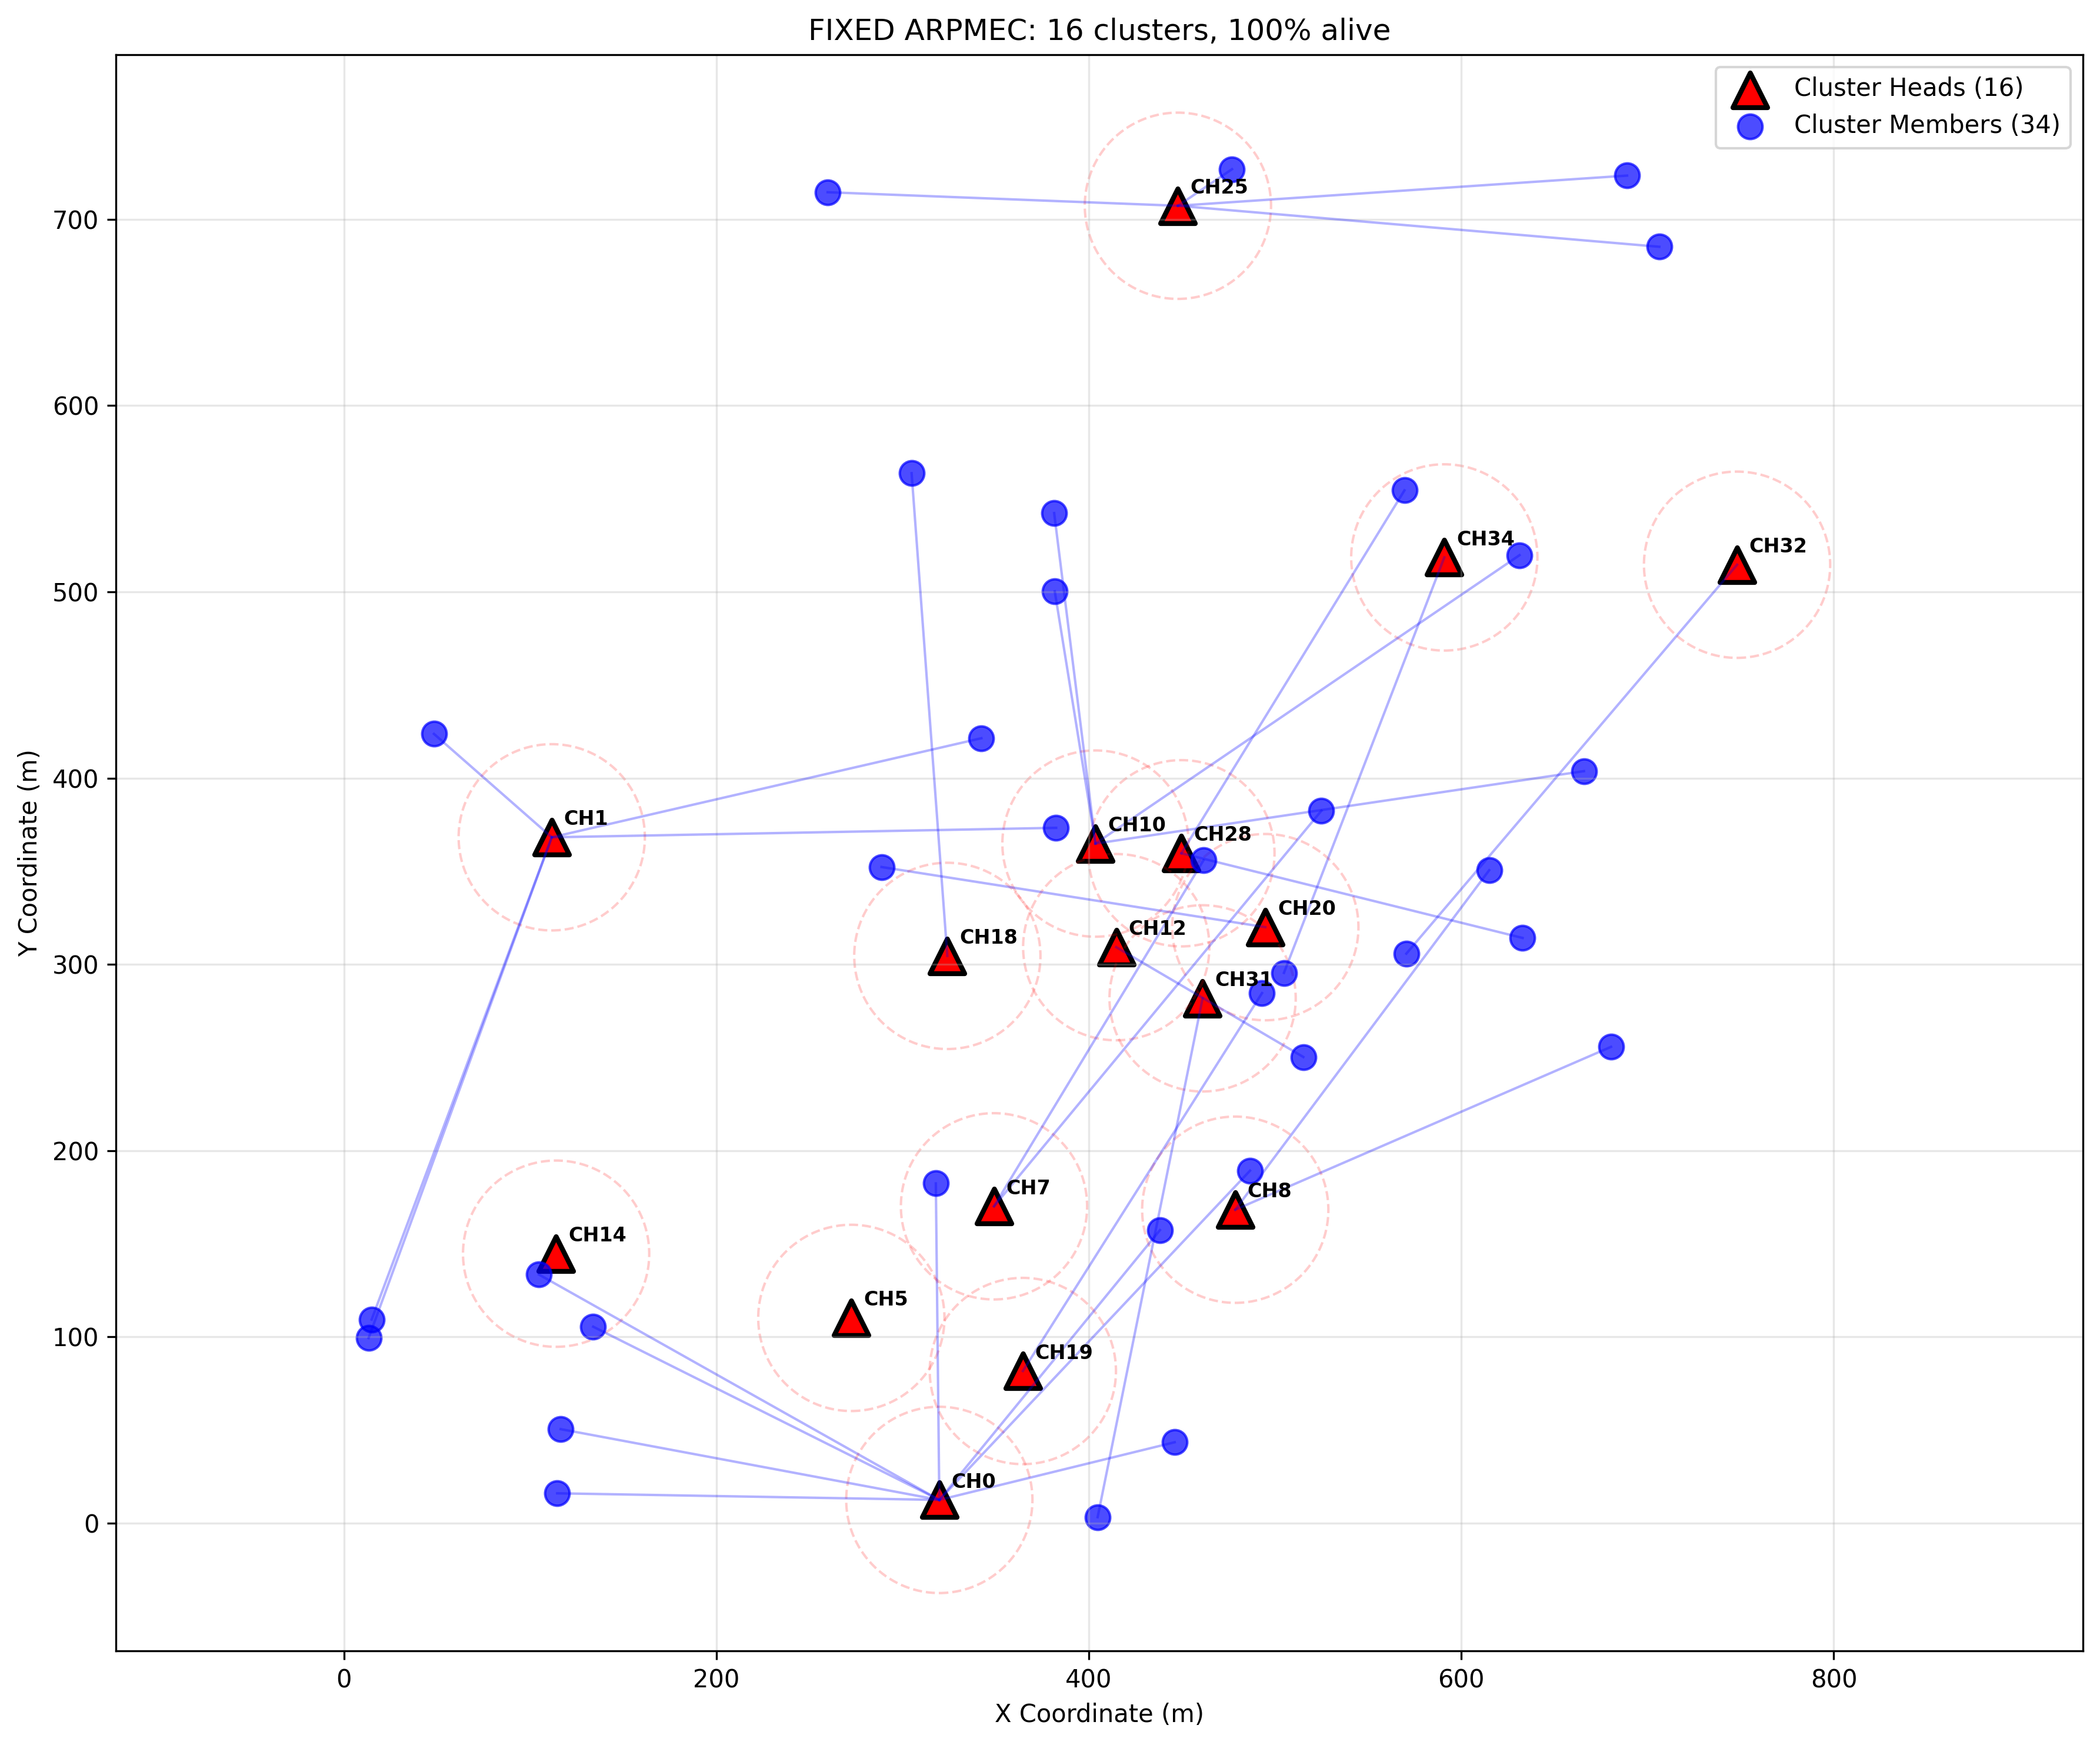 FIXED ARPMEC: 16 clusters, 100% alive
Cluster Heads (16)
Cluster Members (34)
CH25
CH34
CH32
CH1
CH10
CH28
CH20
CH12
CH18
CH31
CH7
CH8
CH14
CH5
CH19
CH0
Y Coordinate (m)
700
600
500
400
300
200
100
0
0
200
400
600
800
X Coordinate (m)